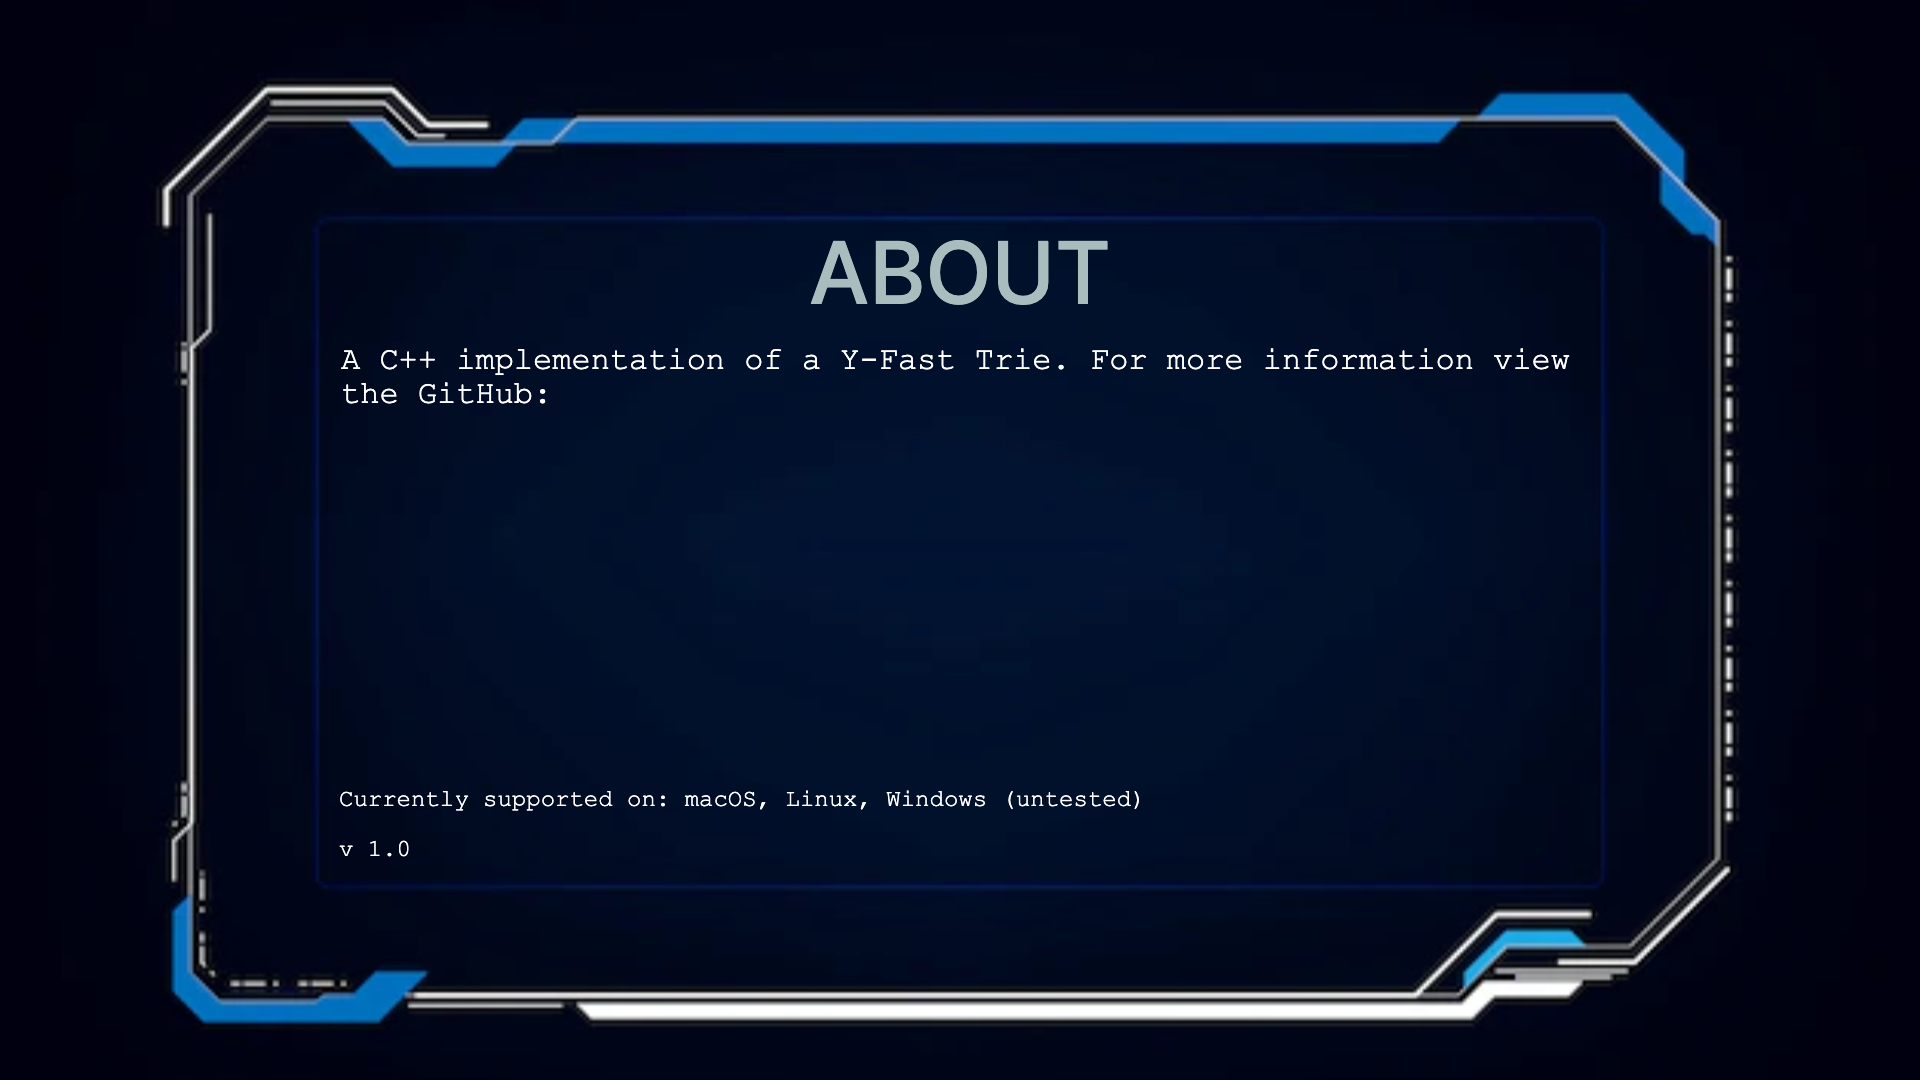 ABOUT
A C++ implementation of a Y-Fast Trie. For more information view
the GitHub:
Currently supported on: macOS, Linux, Windows (untested)
v 1.0